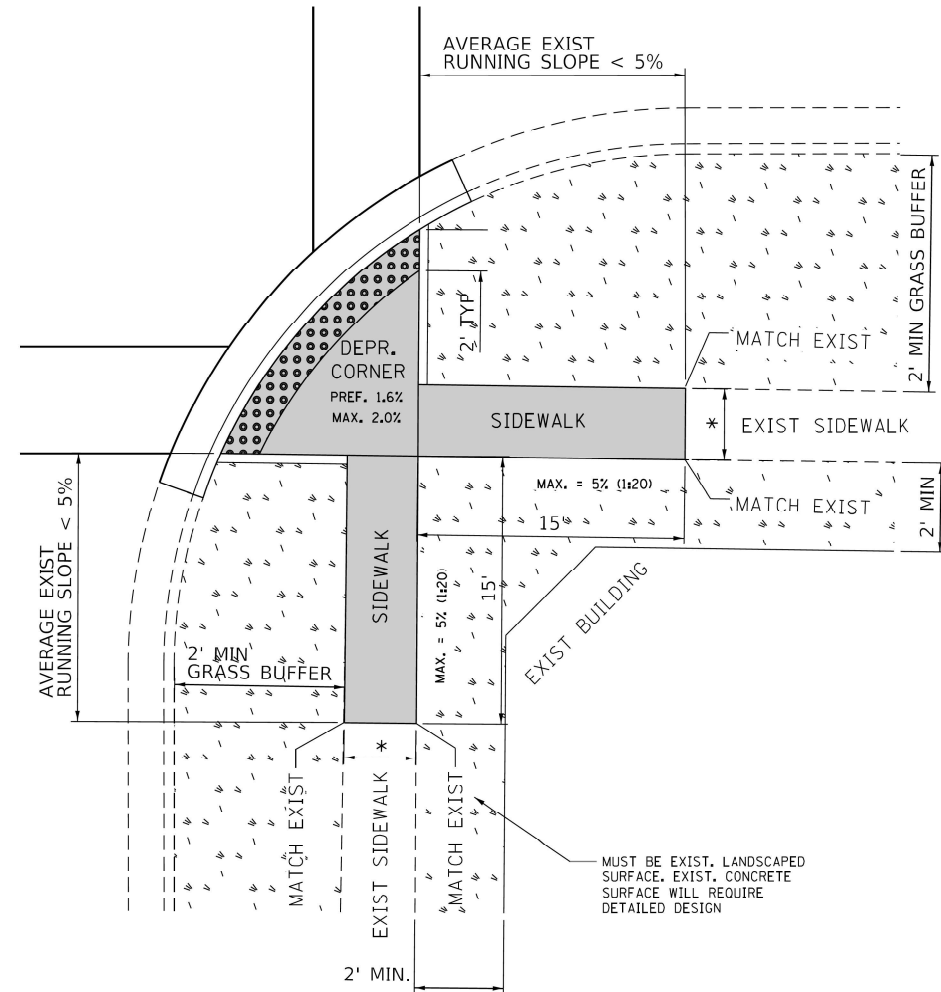 AVERAGE EXIST
RUNNING SLOPE < 5%
2' MIN GRASS BUFFER
2' TYP
DEPR.
CORNER
PREF. 1.6%
MAX. 2.0%
MATCH EXIST
SIDEWALK
* EXIST SIDEWALK
MAX. = 5% (1:20)
MATCH EXIST
15'
2' MIN
AVERAGE EXIST
RUNNING SLOPE < 5%
SIDEWALK
MAX. = 5% (1:20)
15'
EXIST BUILDING
2' MIN
GRASS BUFFER
*
MATCH EXIST
EXIST SIDEWALK
MATCH EXIST
MUST BE EXIST. LANDSCAPED
SURFACE. EXIST. CONCRETE
SURFACE WILL REQUIRE
DETAILED DESIGN
2' MIN.